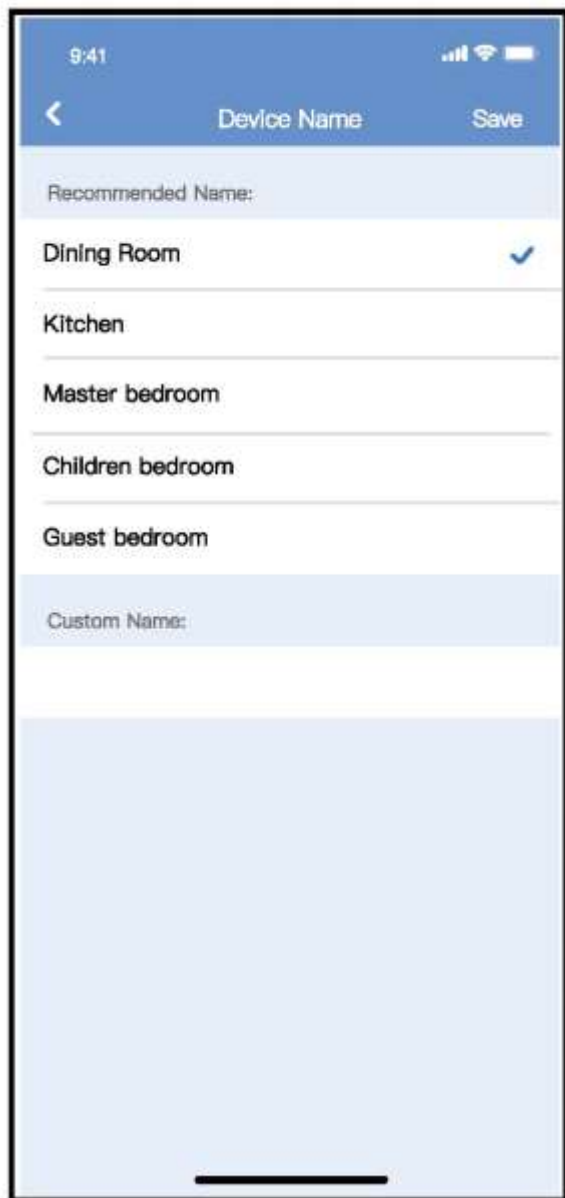 9:41
Device Name Save
Recommended Name:
Dining Room
Kitchen
Master bedroom
Children bedroom
Guest bedroom
Custom Name: